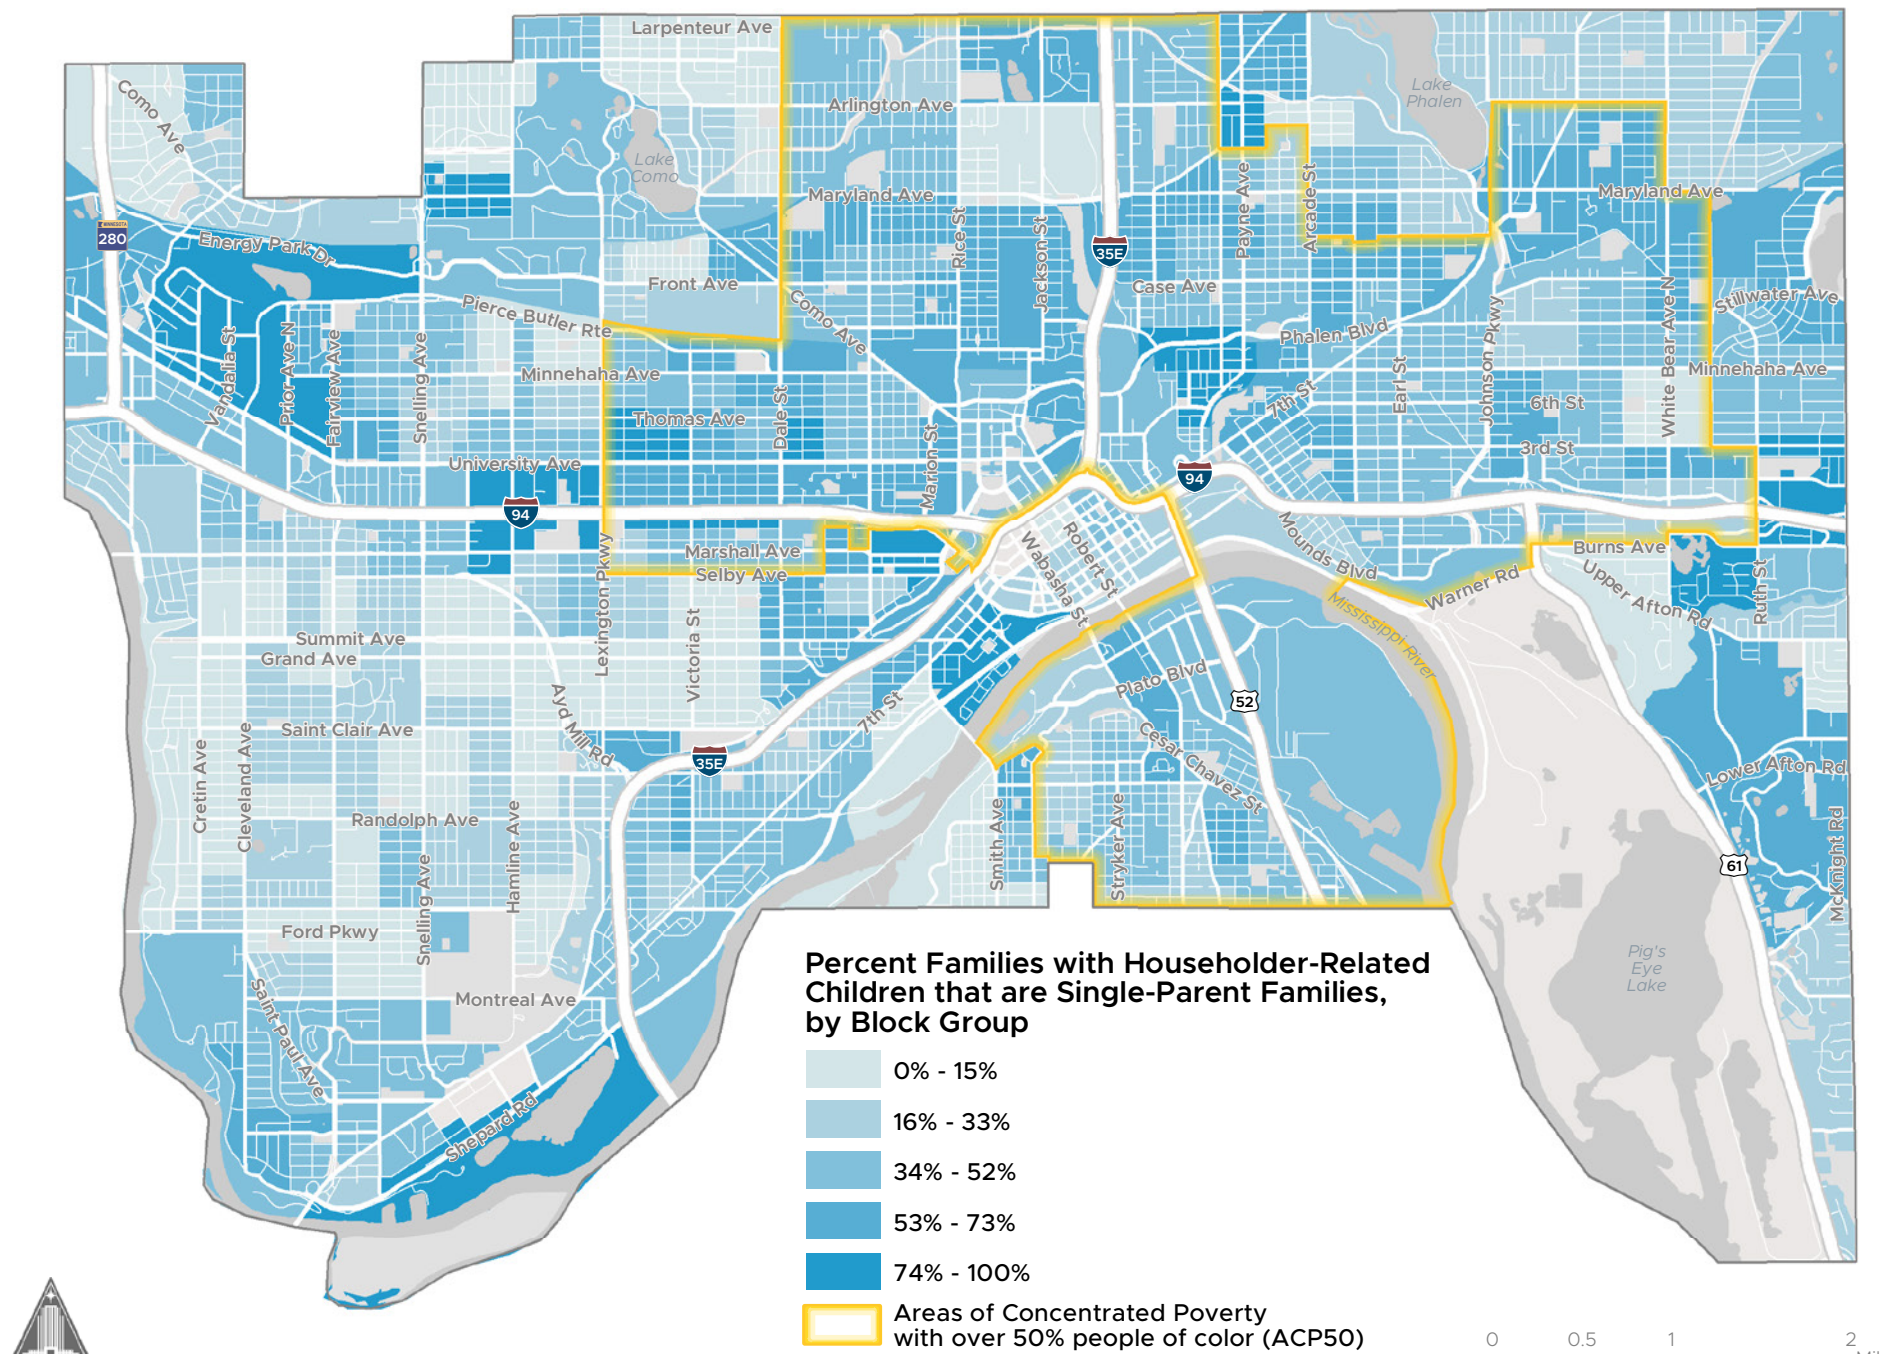 Larpenteur Ave
Como Ave
Arlington Ave
Lake
Phalen
Lake
Como
Maryland Ave
Maryland Ave
MINNESOTA
280
Energy Park Dr
Rice St
Jackson St
35E
Payne Ave
Arcade St
Front Ave
Case Ave
Pierce Butler Rte
Como Ave
Phalen Blvd
Johnson Pkwy
White Bear Ave N
Stillwater Ave
Vandalia St
Prior Ave N
Fairview Ave
Snelling Ave
Minnehaha Ave
Minnehaha Ave
Thomas Ave
Dale St
Marion St
7th St
Earl St
6th St
3rd St
University Ave
94
94
Lexington Pkwy
Marshall Ave
Selby Ave
Robert St
Wabasha St
Mounds Blvd
Burns Ave
Warner Rd
Upper Afton Rd
Ruth St
Mississippi River
Summit Ave
Grand Ave
Victoria St
Plato Blvd
52
Ayd Mill Rd
7th St
Saint Clair Ave
Cesar Chavez St
35E
Lower Afton Rd
Cretin Ave
Cleveland Ave
Randolph Ave
Hamline Ave
Snelling Ave
Smith Ave
Stryker Ave
61
McKnight Rd
Ford Pkwy
Pig's
Eye
Lake
Saint Paul Ave
Montreal Ave
Shepard Rd
Percent Families with Householder-Related
Children that are Single-Parent Families,
by Block Group
0% - 15%
16% - 33%
34% - 52%
53% - 73%
74% - 100%
Areas of Concentrated Poverty
with over 50% people of color (ACP50)
0 0.5 1 2